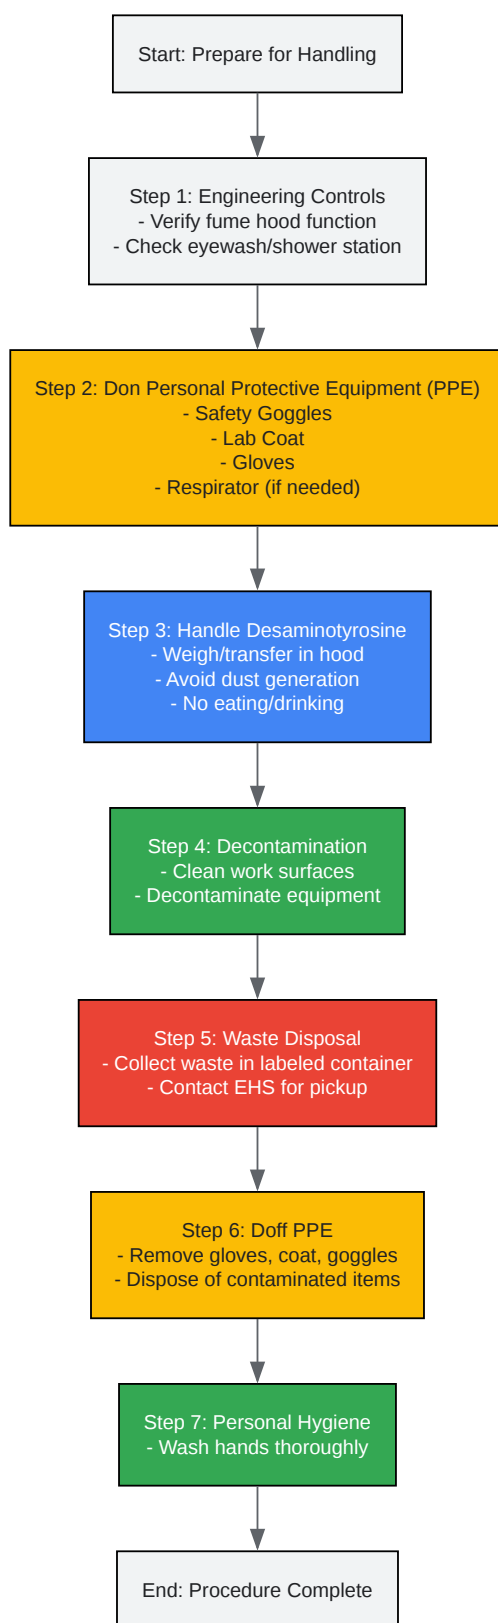 Start: Prepare for Handling
Step 1: Engineering Controls
- Verify fume hood function
- Check eyewash/shower station
Step 2: Don Personal Protective Equipment (PPE)
- Safety Goggles
- Lab Coat
- Gloves
- Respirator (if needed)
Step 3: Handle Desaminotyrosine
- Weigh/transfer in hood
- Avoid dust generation
- No eating/drinking
Step 4: Decontamination
- Clean work surfaces
- Decontaminate equipment
Step 5: Waste Disposal
- Collect waste in labeled container
- Contact EHS for pickup
Step 6: Doff PPE
- Remove gloves, coat, goggles
- Dispose of contaminated items
Step 7: Personal Hygiene
- Wash hands thoroughly
End: Procedure Complete